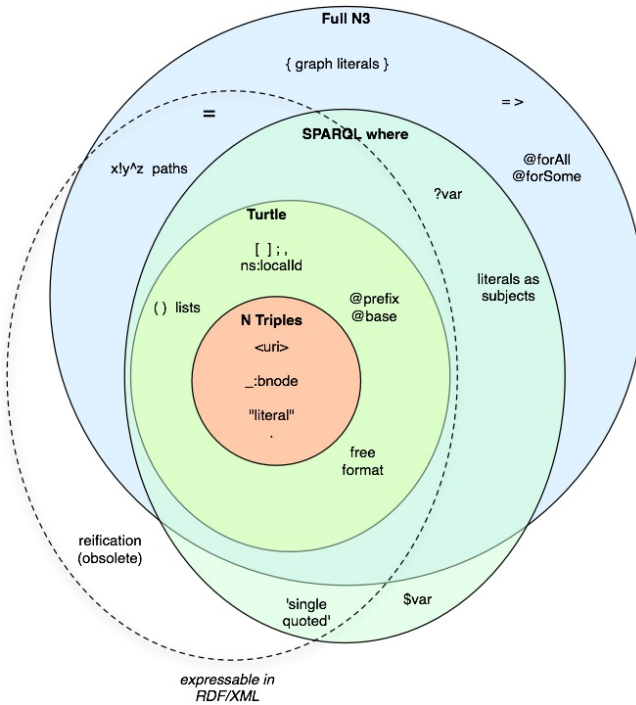 Full N3
{ graph literals }
=
= >
SPARQL where
x!y^z paths
@forAll
@forSome
?var
Turtle
[ ] ; ,
ns:localId
literals as
subjects
( ) lists
@prefix
@base
N Triples
<uri>
_:bnode
"literal"
.
free
format
reification
(obsolete)
'single
quoted'
$var
expressable in
RDF/XML